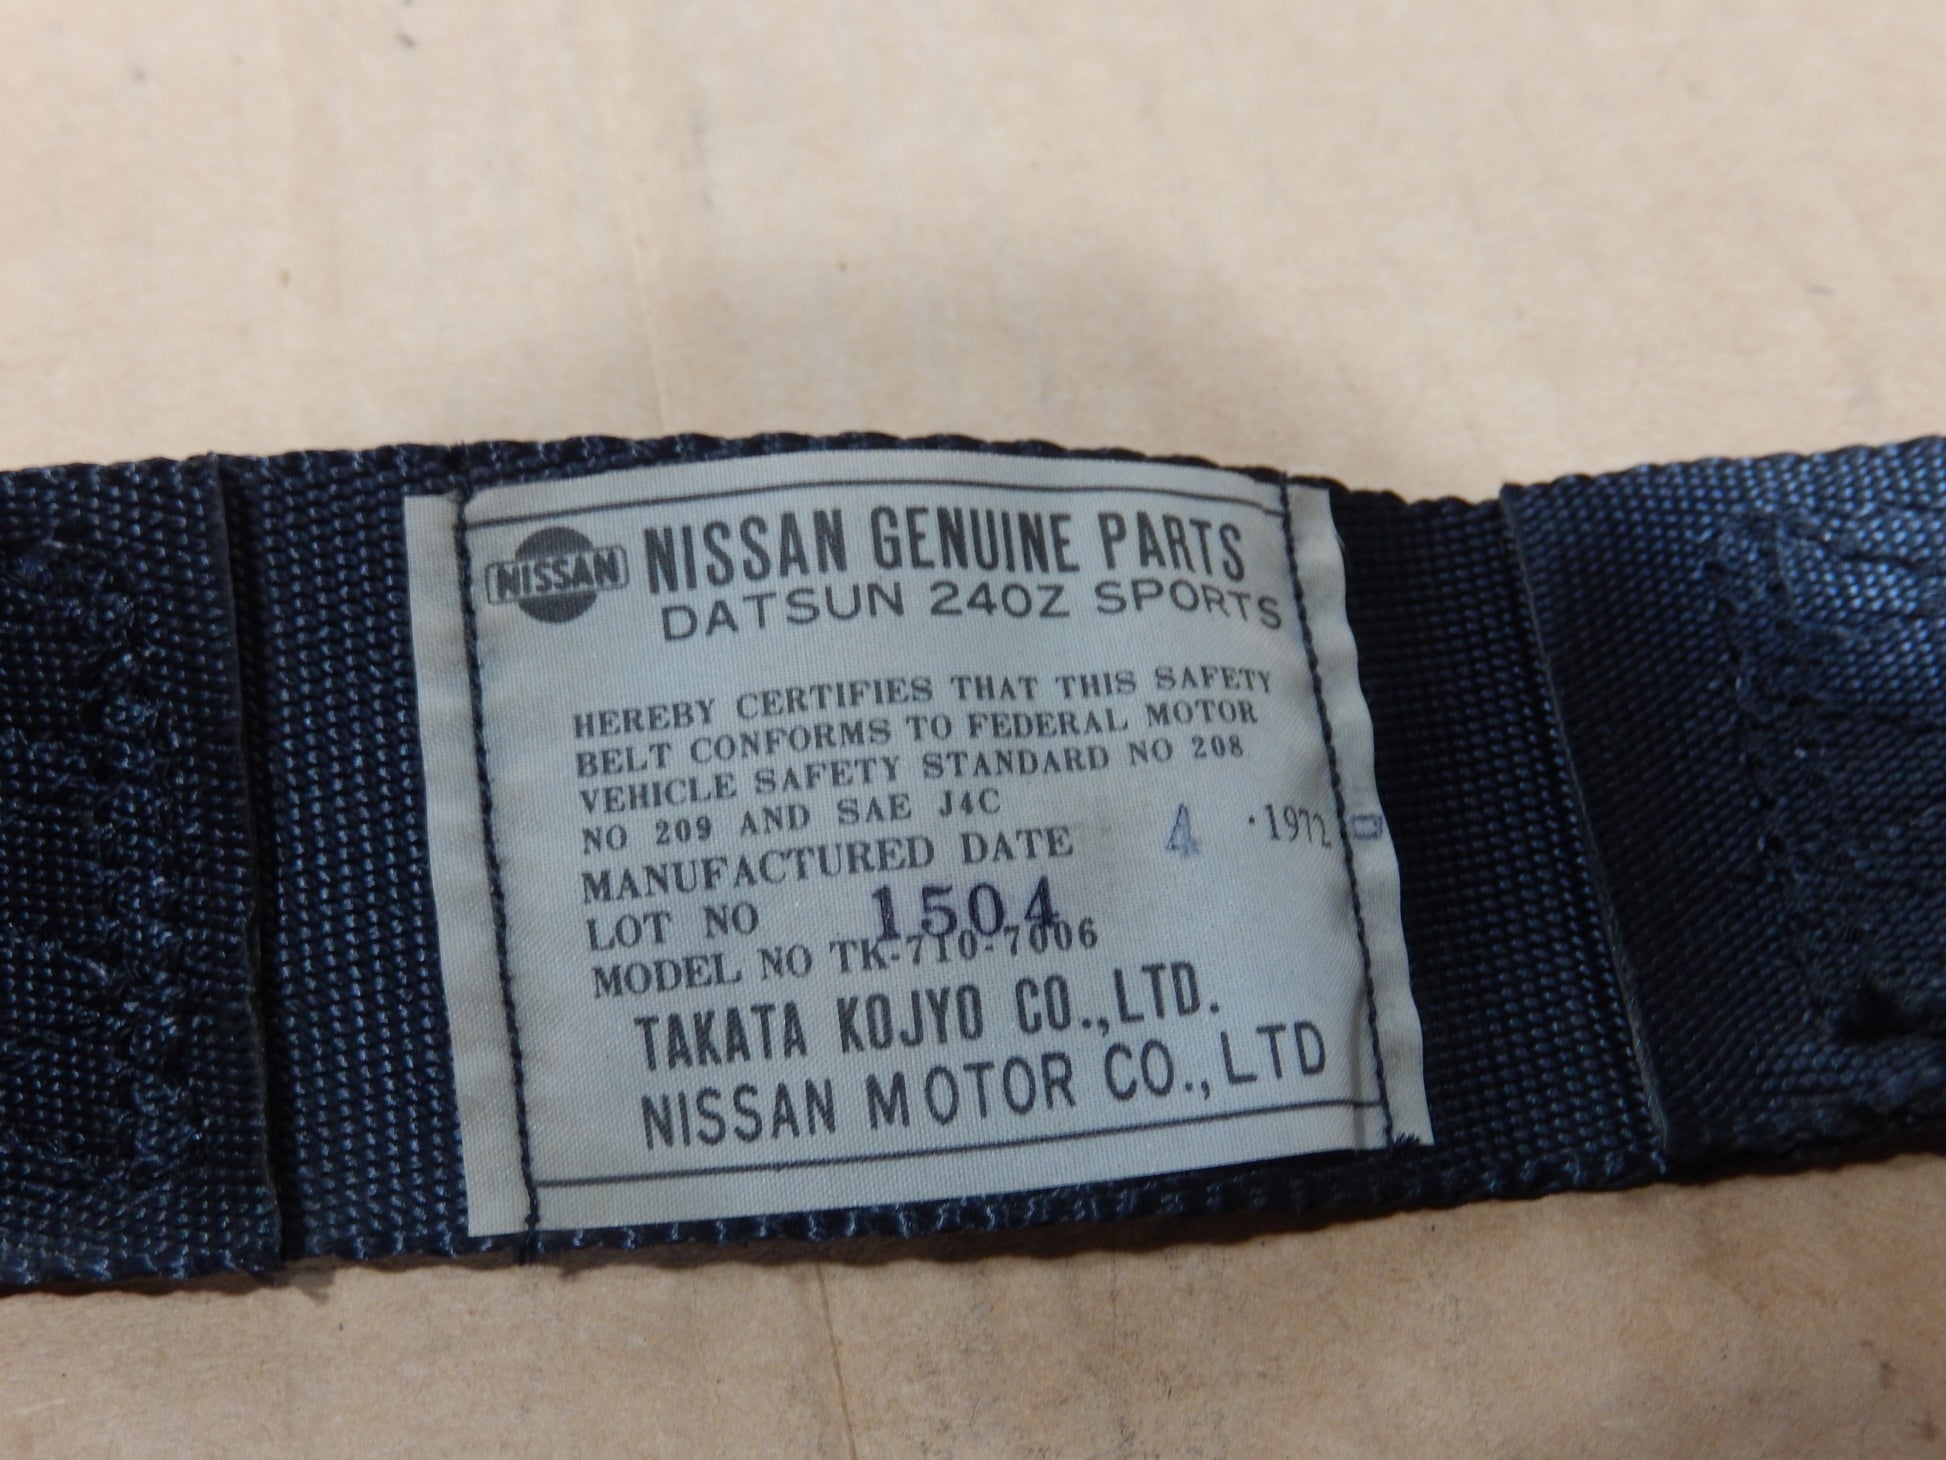 NISSAN NISSAN GENUINE PARTS
DATSUN 240Z SPORTS
HEREBY CERTIFIES THAT THIS SAFETY
BELT CONFORMS TO FEDERAL MOTOR
VEHICLE SAFETY STANDARD NO 208
NO 209 AND SAE J4C
MANUFACTURED DATE 4 ·1972
LOT NO 1504
MODEL NO TK-710-7006
TAKATA KOJYO CO.,LTD.
NISSAN MOTOR CO.,LTD